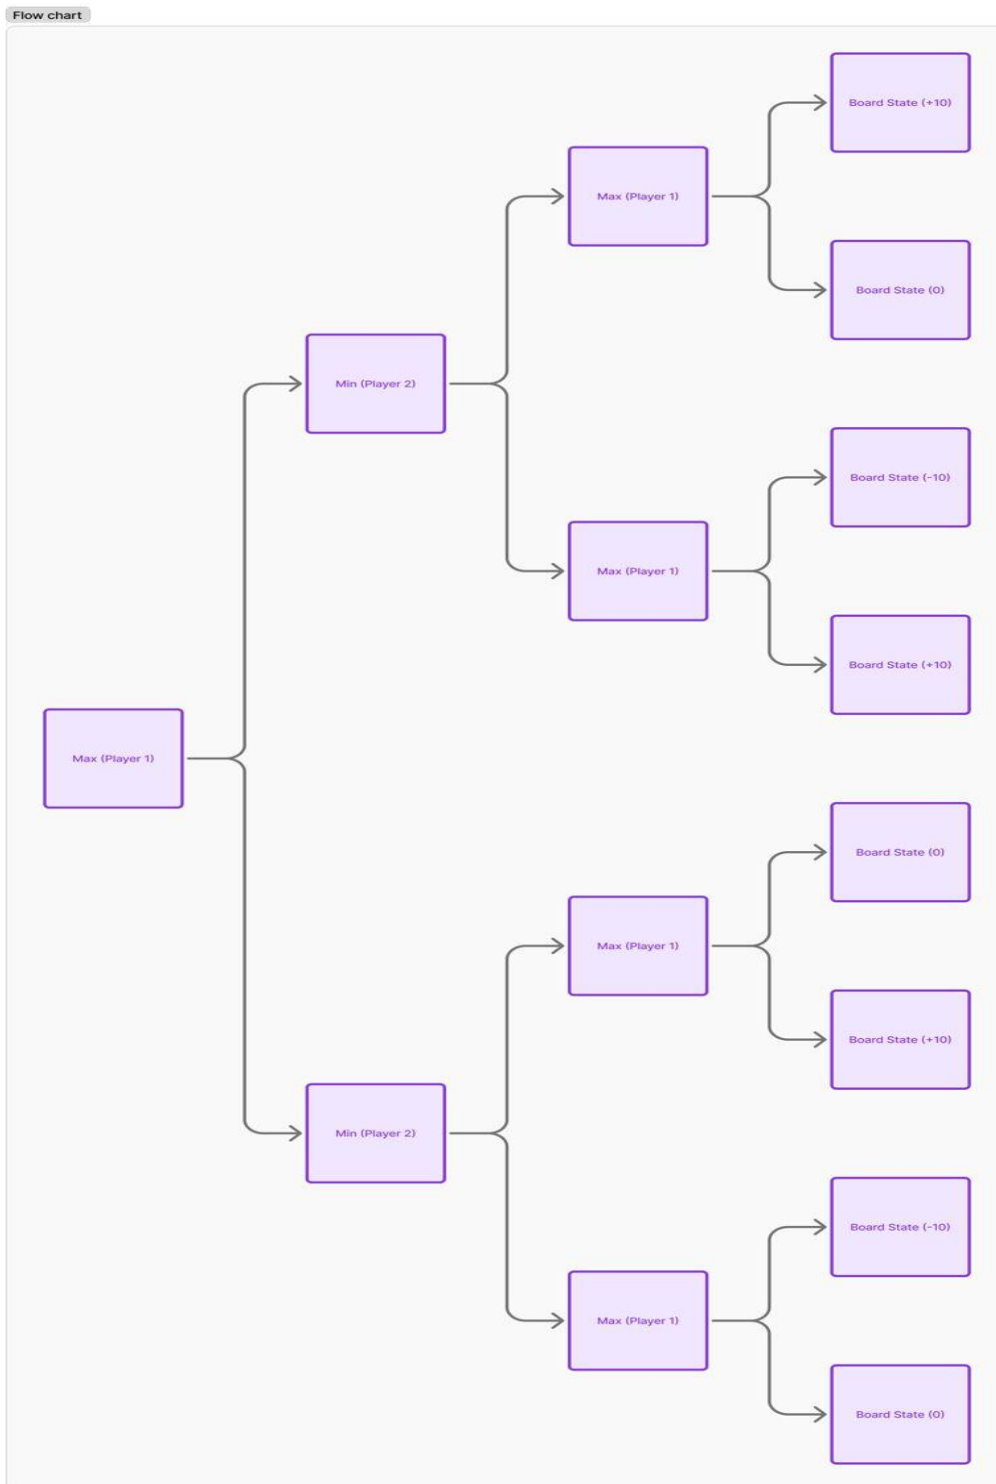 Flow chart
Board State (+10)
Max (Player 1)
Board State (0)
Min (Player 2)
Board State (-10)
Max (Player 1)
Board State (+10)
Max (Player 1)
Board State (0)
Max (Player 1)
Board State (+10)
Min (Player 2)
Board State (-10)
Max (Player 1)
Board State (0)